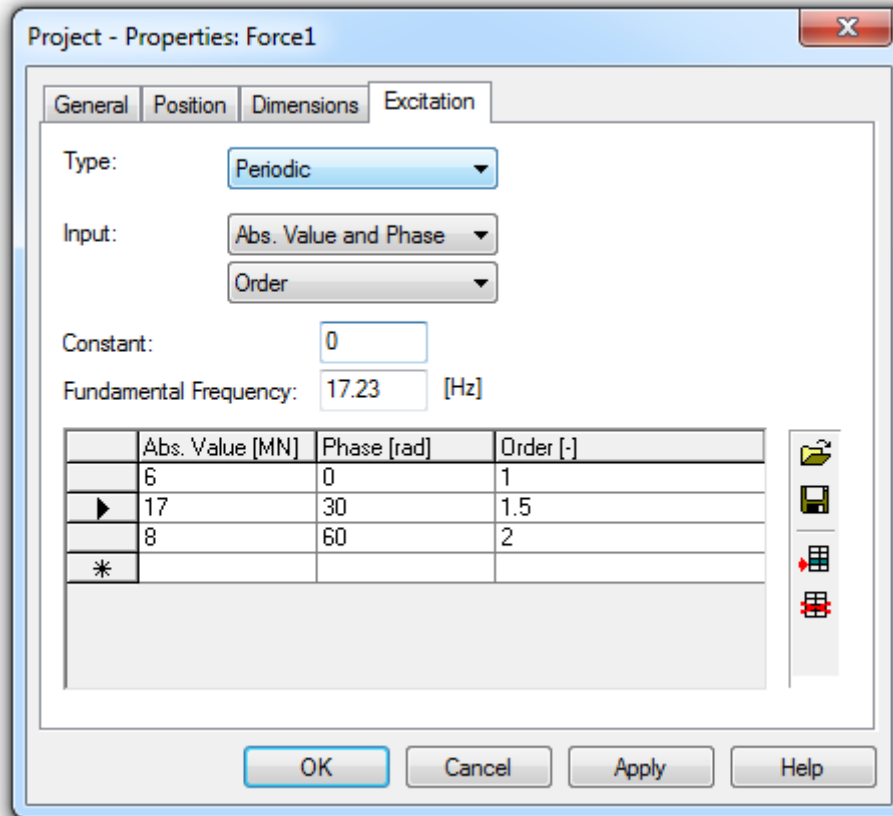 Project - Properties: Force1
General Position Dimensions Excitation
Type: Periodic
Input: Abs. Value and Phase
Order
Constant: 0
Fundamental Frequency: 17.23 [Hz]
Abs. Value [MN] Phase [rad] Order [-]
6 0 1
17 30 1.5
8 60 2
OK Cancel Apply Help